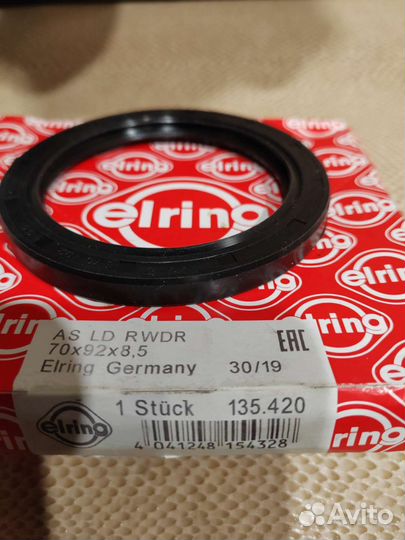 elring
AS LD RWDR
70x92x8,5
Elring Germany 30/19
EAC
elring
1 Stück 135.420
4 041248 154328
Avito